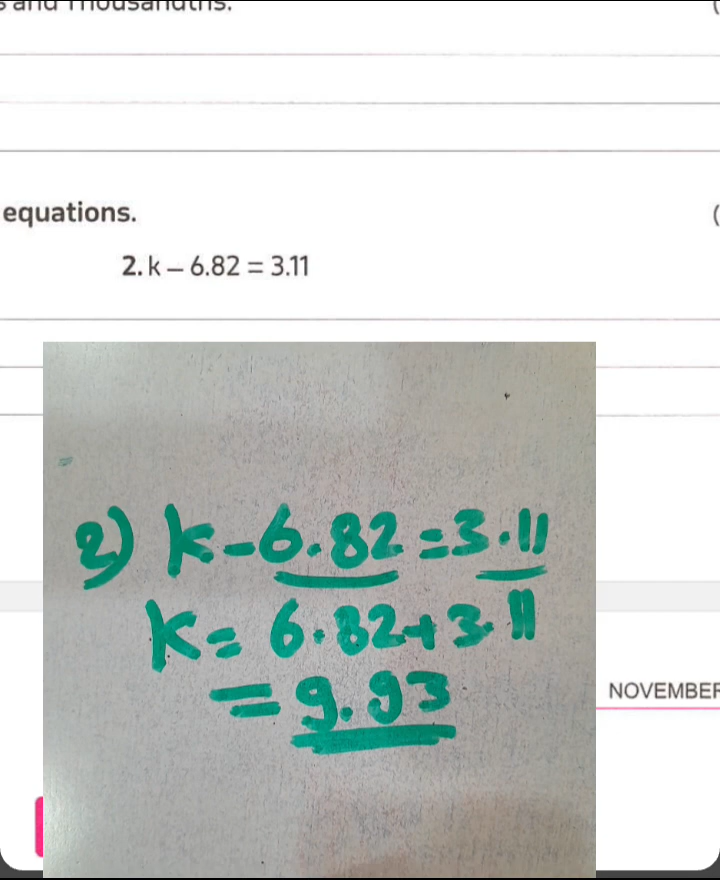 s and Thousandths.
(
equations.
(
2. k – 6.82 = 3.11
2) k-6.82=3.11
k= 6.82+3.11
= 9.93
NOVEMBER